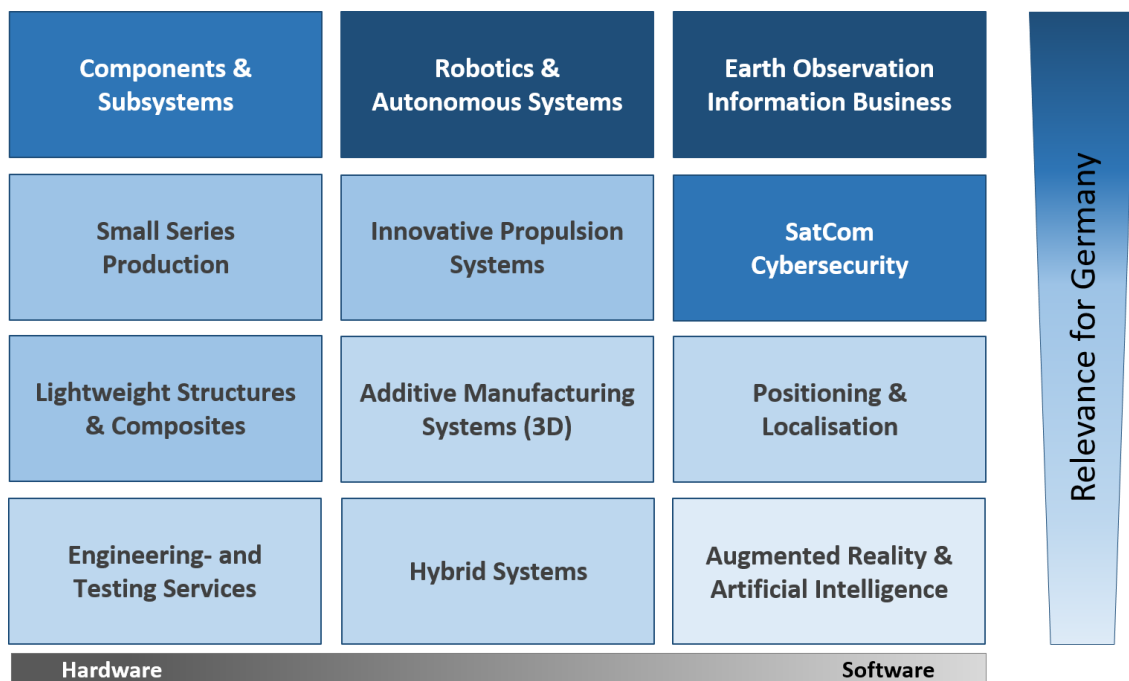 Components &
Subsystems
Robotics &
Autonomous Systems
Earth Observation
Information Business
Small Series
Production
Innovative Propulsion
Systems
SatCom
Cybersecurity
Lightweight Structures
& Composites
Additive Manufacturing
Systems (3D)
Positioning &
Localisation
Engineering- and
Testing Services
Hybrid Systems
Augmented Reality &
Artificial Intelligence
Hardware
Software
Relevance for Germany